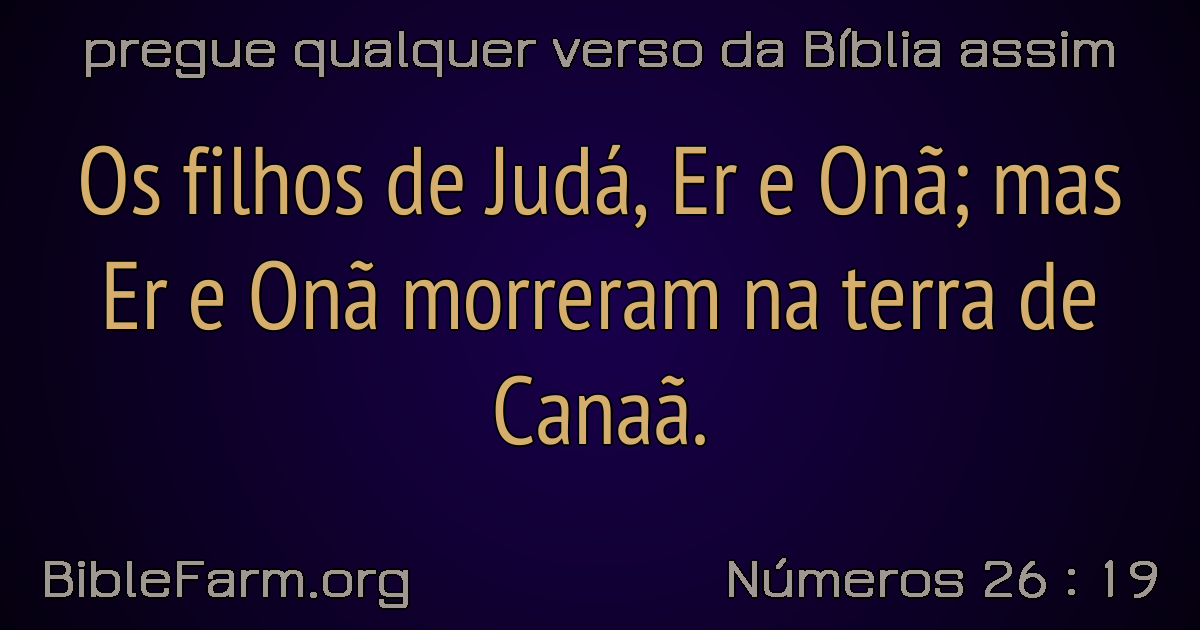 pregue qualquer verso da Bíblia assim
Os filhos de Judá, Er e Onã; mas
Er e Onã morreram na terra de
Canaã.
BibleFarm.org
Números 26 : 19